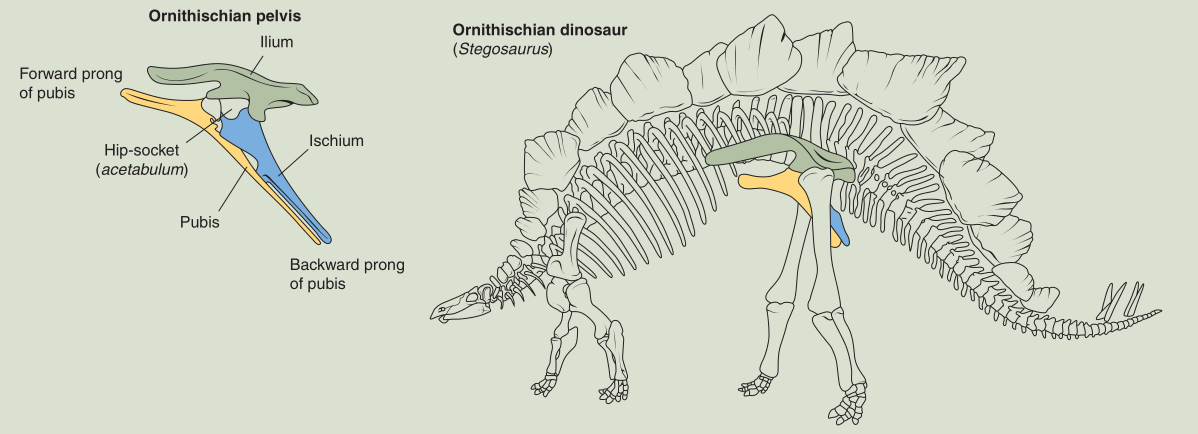 Ornithischian pelvis
Ilium
Forward prong
of pubis
Hip-socket
(acetabulum)
Ischium
Pubis
Backward prong
of pubis
Ornithischian dinosaur
(Stegosaurus)